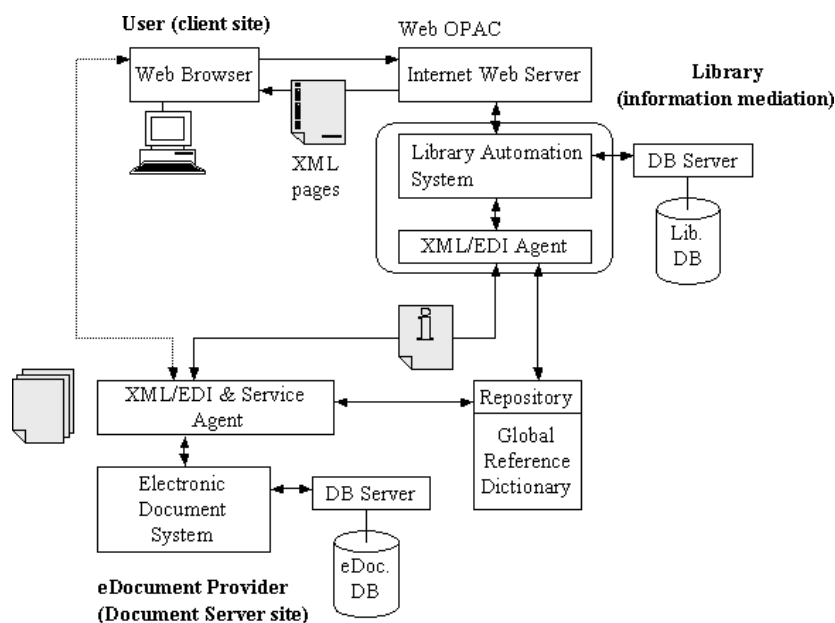 User (client site)
Web OPAC
Web Browser
Internet Web Server
Library
(information mediation)
XML
pages
Library Automation
System
DB Server
Lib.
DB
XML/EDI Agent
i
XML/EDI & Service
Agent
Repository
Global
Reference
Dictionary
Electronic
Document
System
DB Server
eDoc.
DB
eDocument Provider
(Document Server site)